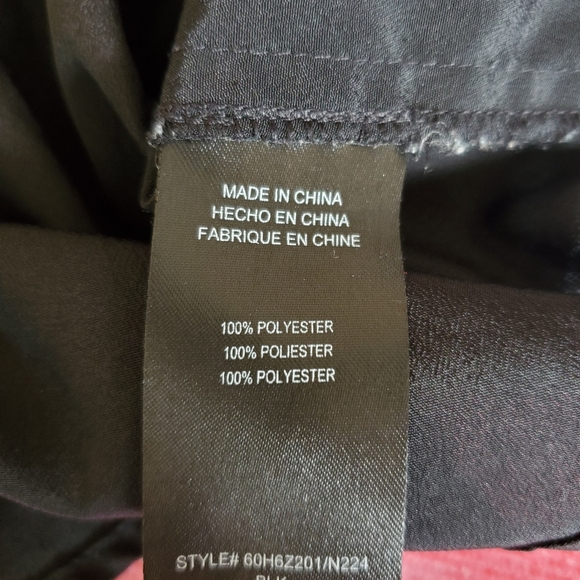 MADE IN CHINA
HECHO EN CHINA
FABRIQUE EN CHINE
100% POLYESTER
100% POLIESTER
100% POLYESTER
STYLE# 60H6Z201/N224